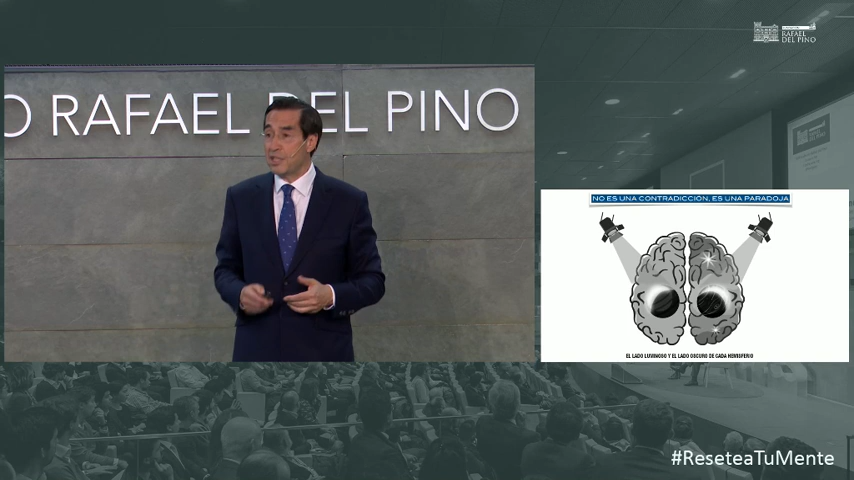 RAFAEL
DEL PINO
O RAFAEL DEL PINO
NO ES UNA CONTRADICCIÓN, ES UNA PARADOJA
EL LADO LUMINOSO Y EL LADO OSCURO DE CADA HEMISFERIO
#ReseteaTuMente